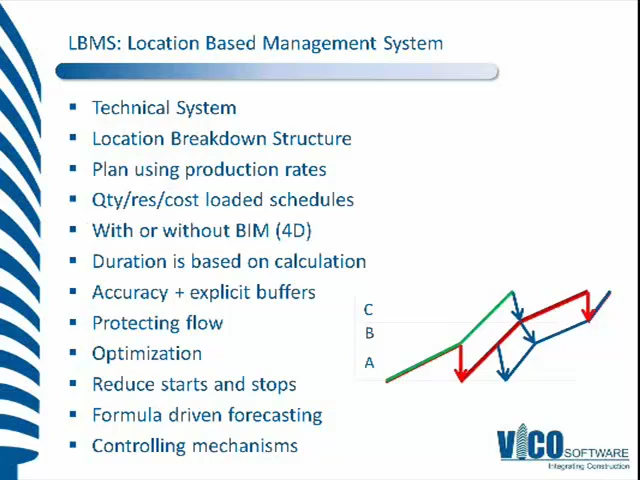 LBMS: Location Based Management System
Technical System
Location Breakdown Structure
Plan using production rates
Qty/res/cost loaded schedules
With or without BIM (4D)
Duration is based on calculation
Accuracy + explicit buffers
Protecting flow
Optimization
Reduce starts and stops
Formula driven forecasting
Controlling mechanisms
C
B
A
VICO SOFTWARE
Integrating Construction